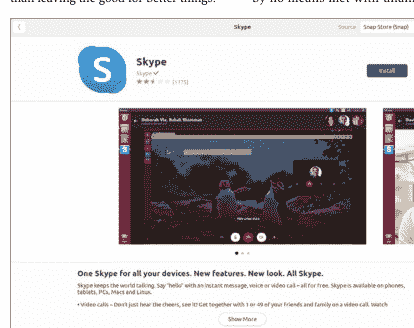 than leaving the good for better things.
by no means met with unani
Skype
Source Snap Store (Snap)
Skype
Skype
(1175)
Install
One Skype for all your devices. New features. New look. All Skype.
Skype keeps the world talking. Say "hello" with an instant message, voice or video call – all for free. Skype is available on phones,
tablets, PCs, Macs and Linux.
• Video calls – Don't just hear the cheers, see it! Get together with 1 or 49 of your friends and family on a video call. Watch
Show More